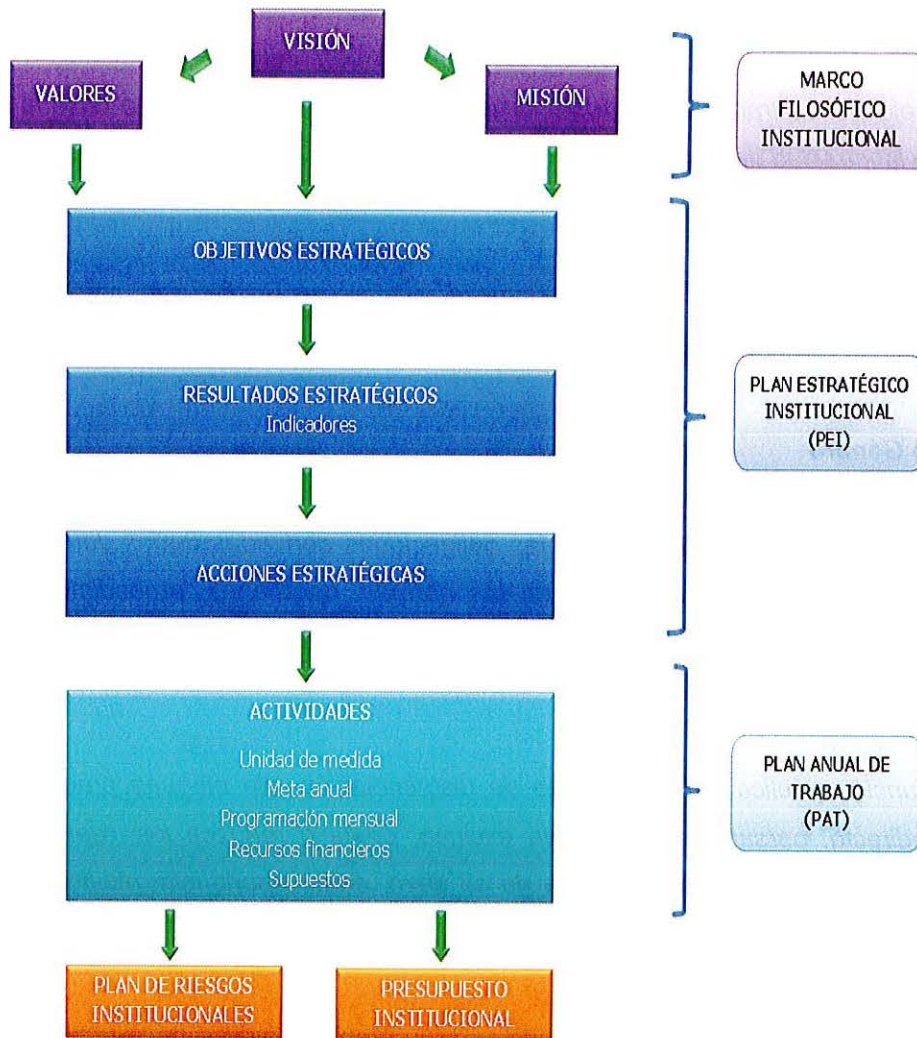 VISIÓN
VALORES
MISIÓN
MARCO
FILOSÓFICO
INSTITUCIONAL
OBJETIVOS ESTRATÉGICOS
RESULTADOS ESTRATÉGICOS
Indicadores
PLAN ESTRATÉGICO
INSTITUCIONAL
(PEI)
ACCIONES ESTRATÉGICAS
ACTIVIDADES
Unidad de medida
Meta anual
Programación mensual
Recursos financieros
Supuestos
PLAN ANUAL DE
TRABAJO
(PAT)
PLAN DE RIESGOS
INSTITUCIONALES
PRESUPUESTO
INSTITUCIONAL